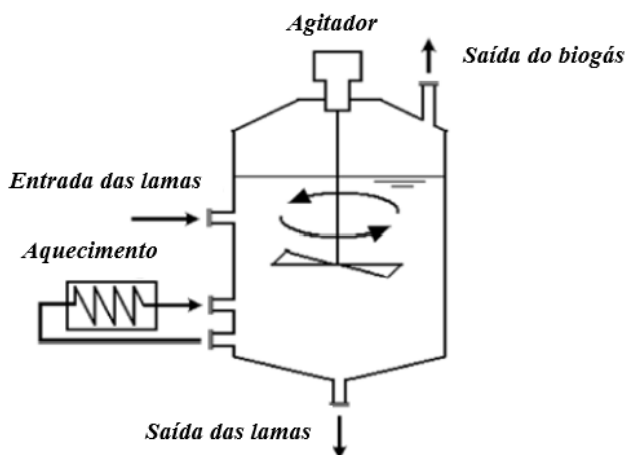 Agitador
Saída do biogás
Entrada das lamas
Aquecimento
Saída das lamas